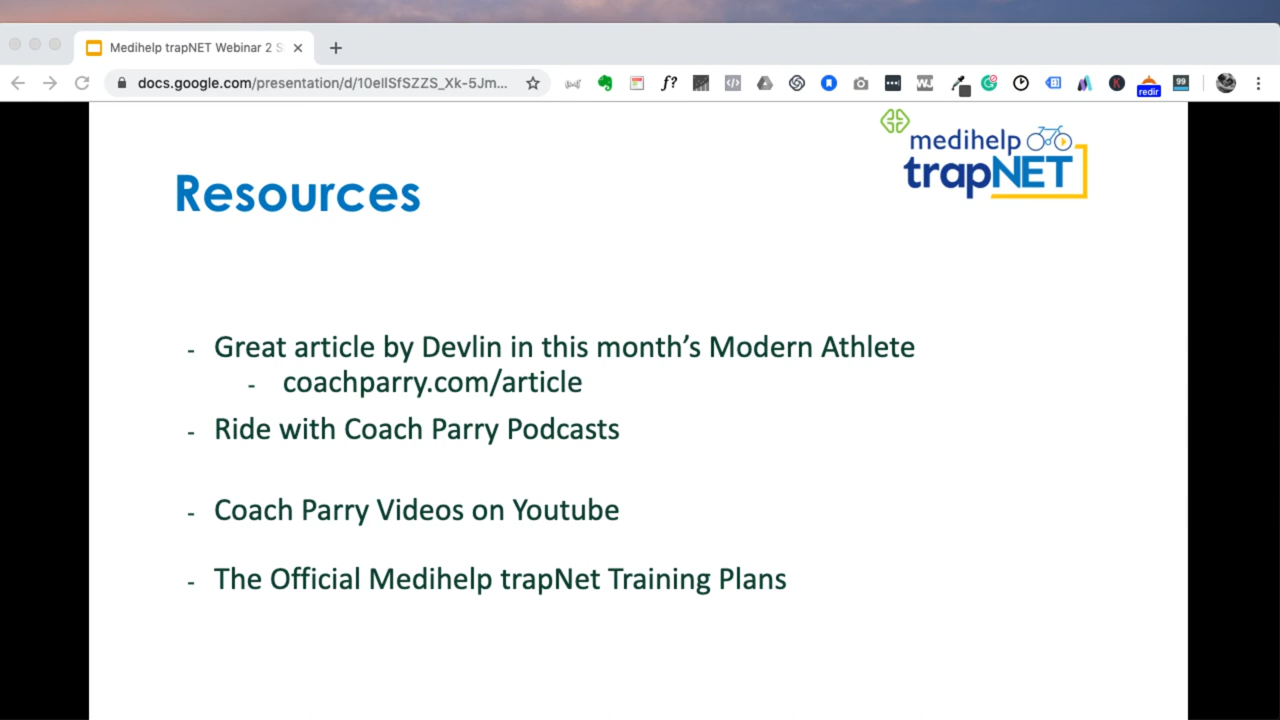 Medihelp trapNET Webinar 2 S
docs.google.com/presentation/d/10ellSfSZZS_Xk-5Jm...
f?
99
redir
medihelp
trapNET
Resources
- Great article by Devlin in this month's Modern Athlete
- coachparry.com/article
- Ride with Coach Parry Podcasts
- Coach Parry Videos on Youtube
- The Official Medihelp trapNet Training Plans